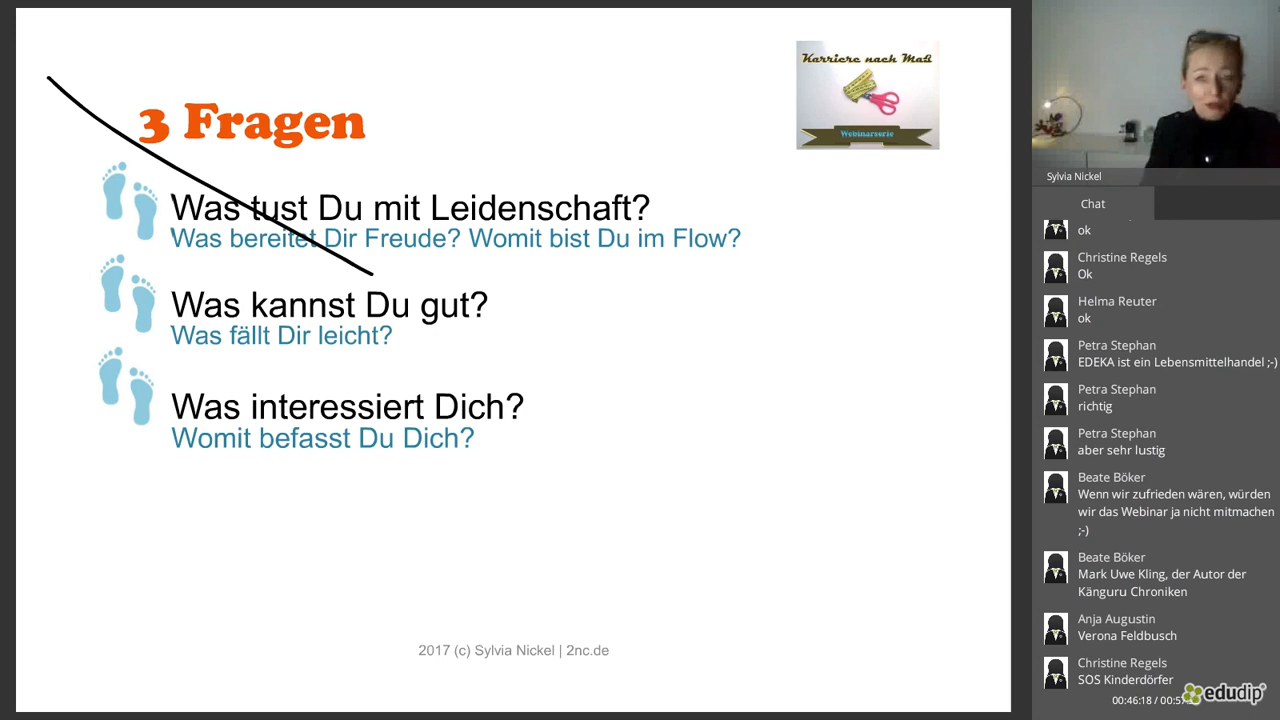 3 Fragen
Was tust Du mit Leidenschaft?
Was bereitet Dir Freude? Womit bist Du im Flow?
Was kannst Du gut?
Was fällt Dir leicht?
Was interessiert Dich?
Womit befasst Du Dich?
2017 (c) Sylvia Nickel | 2nc.de
Karriere nach Maß
Webinarserie
Sylvia Nickel
Chat
ok
Christine Regels
Ok
Helma Reuter
ok
Petra Stephan
EDEKA ist ein Lebensmittelhandel ;-)
Petra Stephan
richtig
Petra Stephan
aber sehr lustig
Beate Böker
Wenn wir zufrieden wären, würden
wir das Webinar ja nicht mitmachen
;-)
Beate Böker
Mark Uwe Kling, der Autor der
Känguru Chroniken
Anja Augustin
Verona Feldbusch
Christine Regels
SOS Kinderdörfer
00:46:18 /
edudip